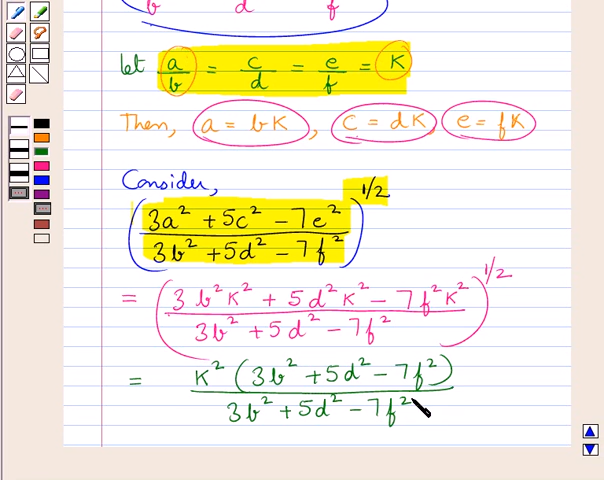 b d f
let a/b = c/d = e/f = K
Then, a = bK, c = dK e = fK
Consider,
(3a² + 5c² - 7e² / 3b² + 5d² - 7f²)^1/2
= (3b²K² + 5d²K² - 7f²K² / 3b² + 5d² - 7f²)^1/2
= K² (3b² + 5d² - 7f²) / 3b² + 5d² - 7f²